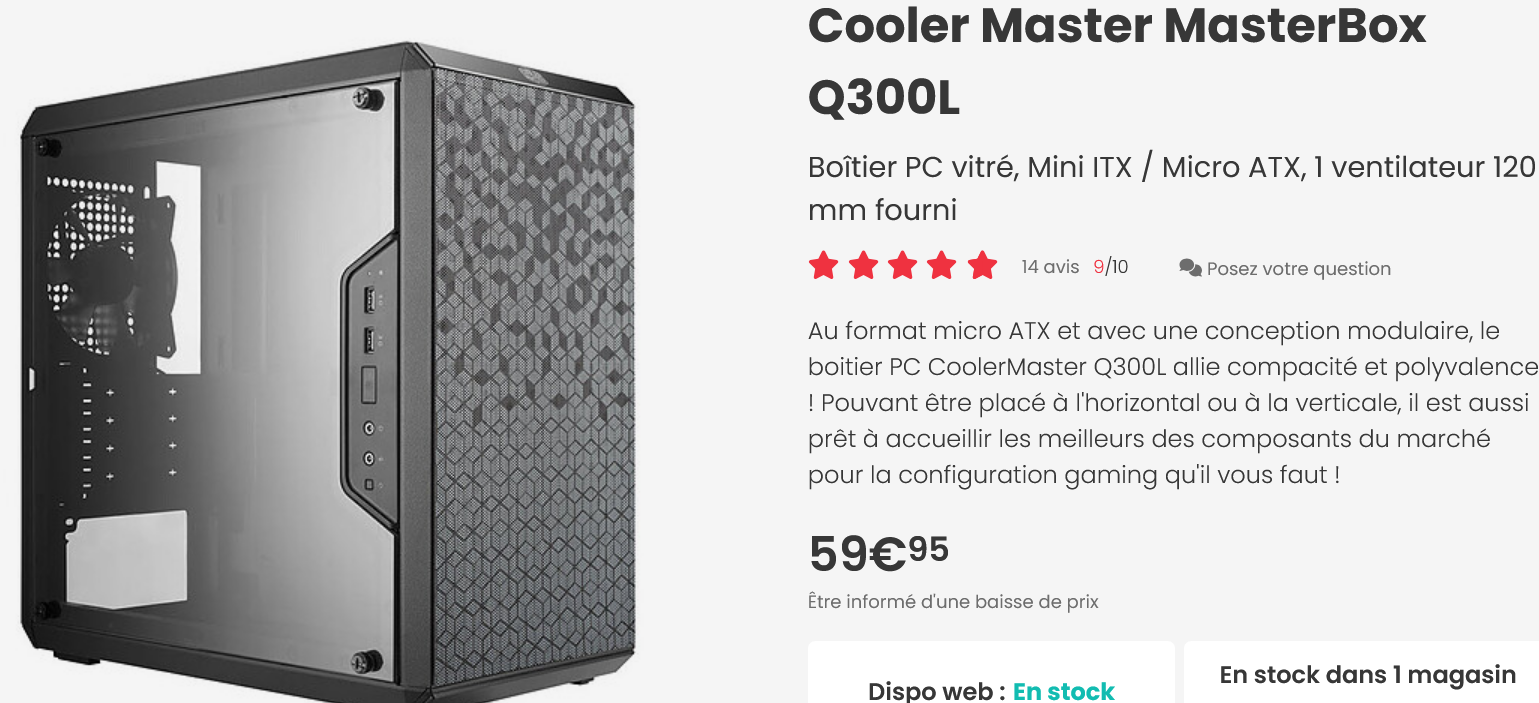 Cooler Master MasterBox
Q300L
Boîtier PC vitré, Mini ITX / Micro ATX, 1 ventilateur 120
mm fourni
14 avis 9/10 Posez votre question
Au format micro ATX et avec une conception modulaire, le
boitier PC CoolerMaster Q300L allie compacité et polyvalence
! Pouvant être placé à l'horizontal ou à la verticale, il est aussi
prêt à accueillir les meilleurs des composants du marché
pour la configuration gaming qu'il vous faut !
59€95
Être informé d'une baisse de prix
Dispo web : En stock
En stock dans 1 magasin